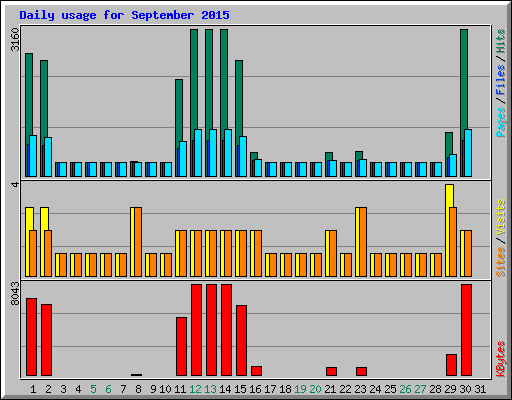 Daily usage for September 2015
3160
Pages / Files / Hits
4
Sites / Visits
8043
KBytes
1 2 3 4 5 6 7 8 9 10 11 12 13 14 15 16 17 18 19 20 21 22 23 24 25 26 27 28 29 30 31